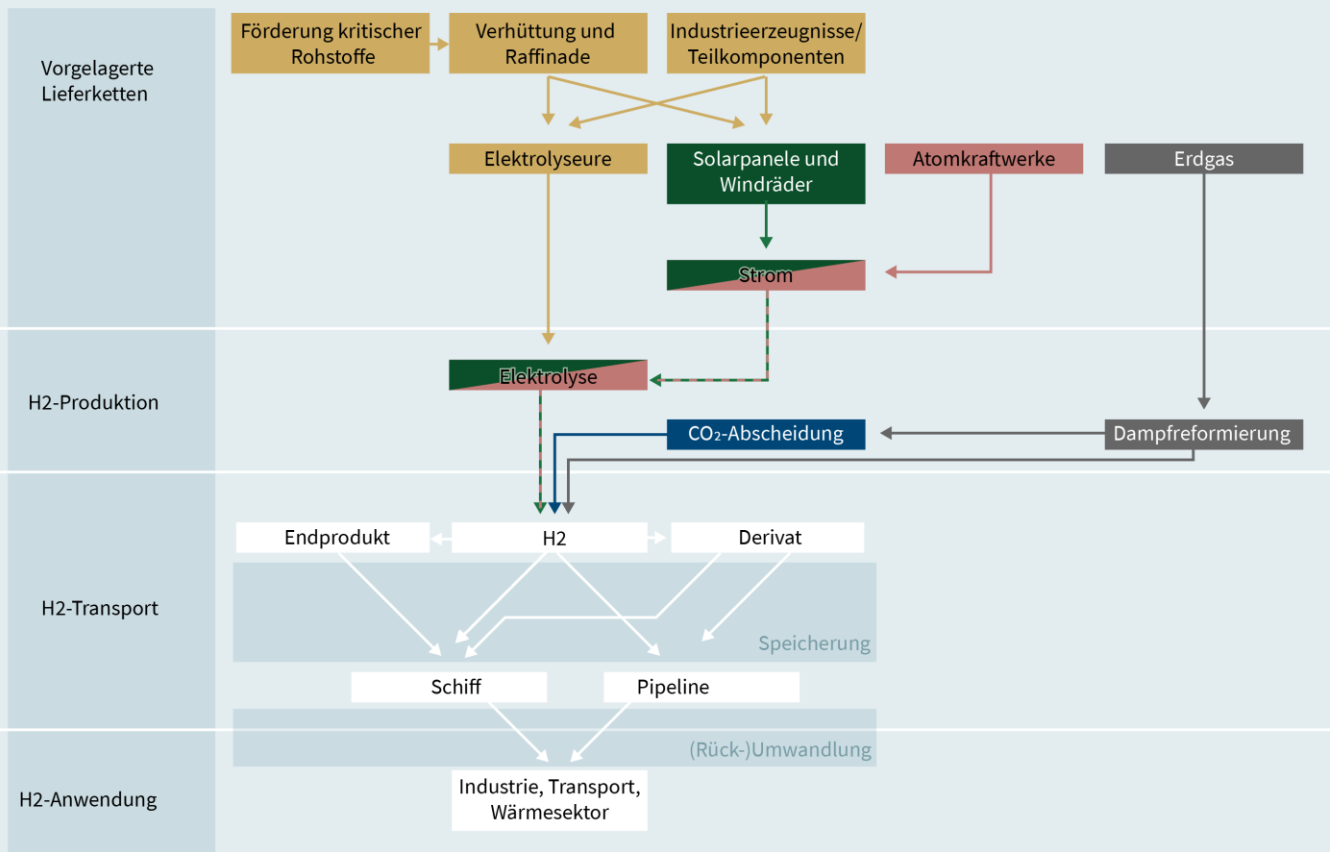 Vorgelagerte
Lieferketten
Förderung kritischer
Rohstoffe
Verhüttung und
Raffinade
Industrieerzeugnisse/
Teilkomponenten
Elektrolyseure
Solarpanele und
Windräder
Atomkraftwerke
Erdgas
Strom
H2-Produktion
Elektrolyse
CO₂-Abscheidung
Dampfreformierung
H2-Transport
Endprodukt
H2
Derivat
Speicherung
Schiff
Pipeline
(Rück-)Umwandlung
H2-Anwendung
Industrie, Transport,
Wärmesektor